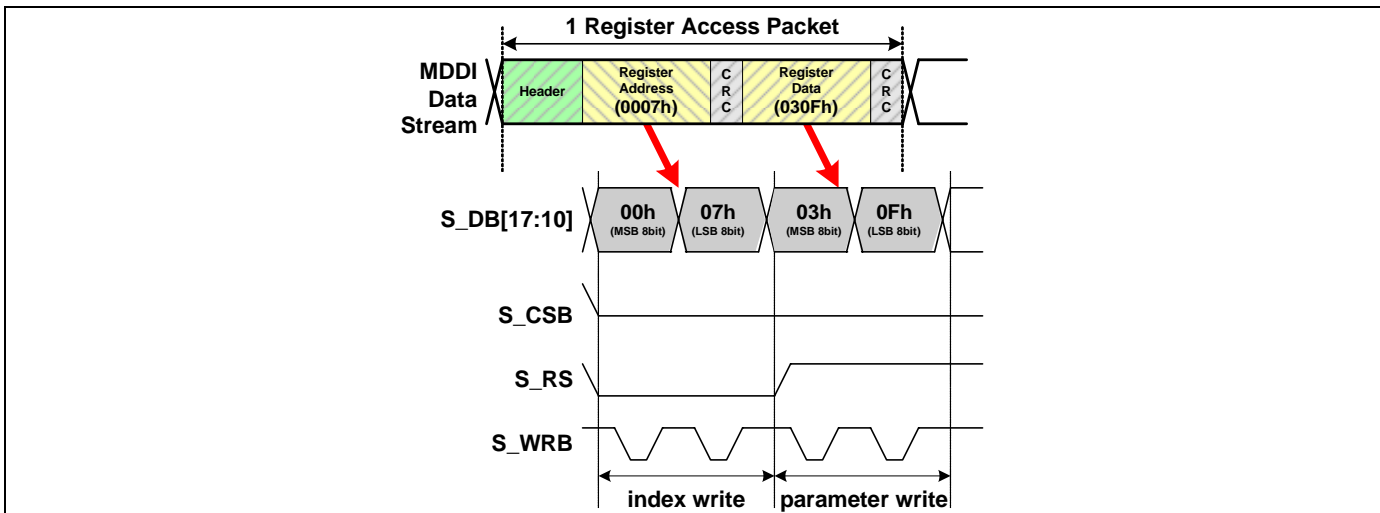 1 Register Access Packet
MDDI
Data
Stream
Header
Register
Address
(0007h)
C
R
C
Register
Data
(030Fh)
C
R
C
S_DB[17:10]
00h
(MSB 8bit)
07h
(LSB 8bit)
03h
(MSB 8bit)
0Fh
(LSB 8bit)
S_CSB
S_RS
S_WRB
index write
parameter write